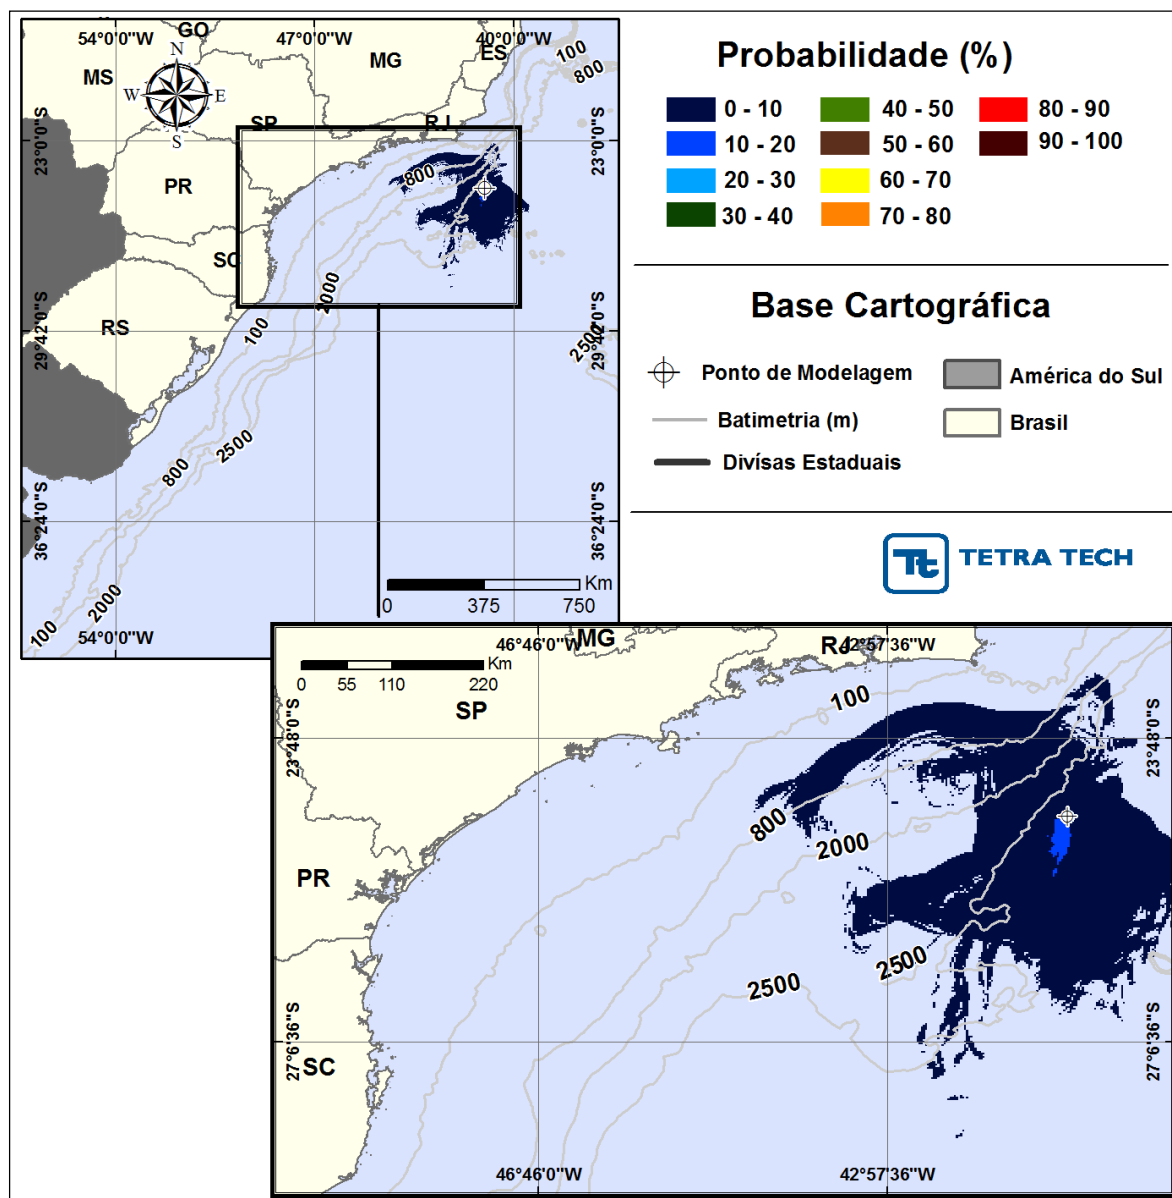 54°0'0"W
47°0'0"W
40°0'0"W
GO
ES
MG
MS
N
W
E
S
SP
RJ
100
800
23°0'0"S
23°0'0"S
800
PR
SC
2000
100
RS
29°42'0"S
29°42'0"S
2500
2500
800
36°24'0"S
36°24'0"S
2000
100
54°0'0"W
Km
0 375 750
Probabilidade (%)
0 - 10
10 - 20
20 - 30
30 - 40
40 - 50
50 - 60
60 - 70
70 - 80
80 - 90
90 - 100
Base Cartográfica
Ponto de Modelagem
Batimetria (m)
Divísas Estaduais
América do Sul
Brasil
Tt TETRA TECH
46°46'0"W
MG
RJ
42°57'36"W
Km
0 55 110 220
SP
100
23°48'0"S
23°48'0"S
800
2000
PR
2500
2500
27°6'36"S
27°6'36"S
SC
46°46'0"W
42°57'36"W